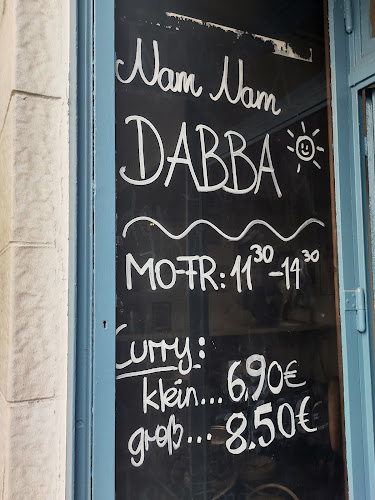 Nam Nam
DABBA
MO-FR: 11³⁰-14³⁰
Curry:
klein... 6,90€
groß... 8,50€